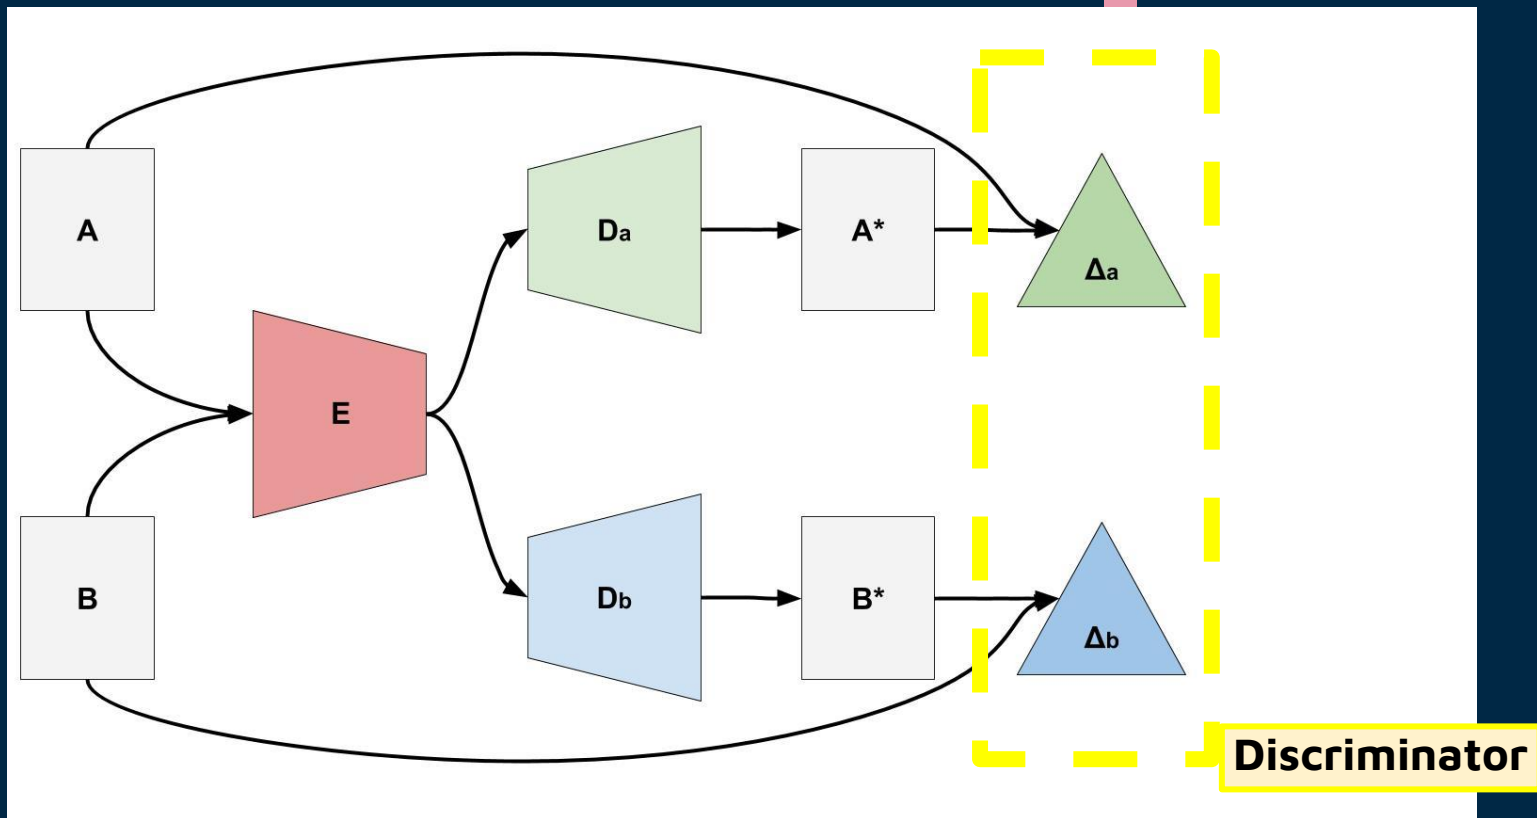 A
Da
A*
Δa
E
B
Db
B*
Δb
Discriminator